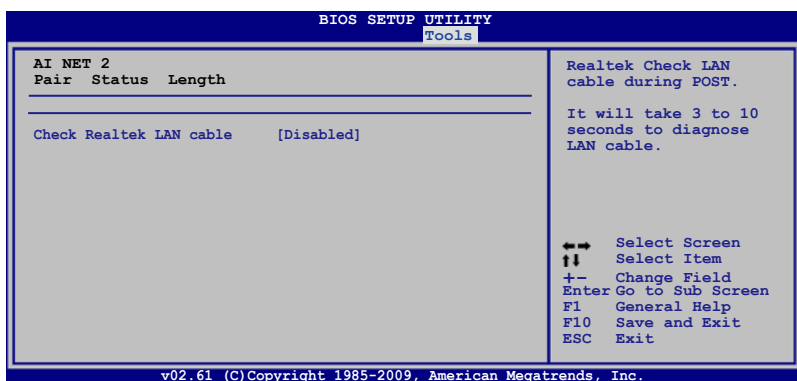 BIOS SETUP UTILITY
Tools
AI NET 2
Pair Status Length
Check Realtek LAN cable [Disabled]
Realtek Check LAN
cable during POST.
It will take 3 to 10
seconds to diagnose
LAN cable.
←→ Select Screen
↑↓ Select Item
+- Change Field
Enter Go to Sub Screen
F1 General Help
F10 Save and Exit
ESC Exit
v02.61 (C)Copyright 1985-2009, American Megatrends, Inc.